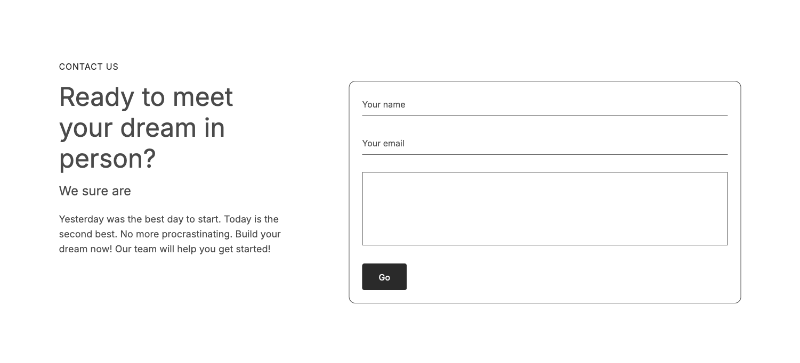 CONTACT US
Ready to meet
your dream in
person?
We sure are
Yesterday was the best day to start. Today is the
second best. No more procrastinating. Build your
dream now! Our team will help you get started!
Your name
Your email
Go